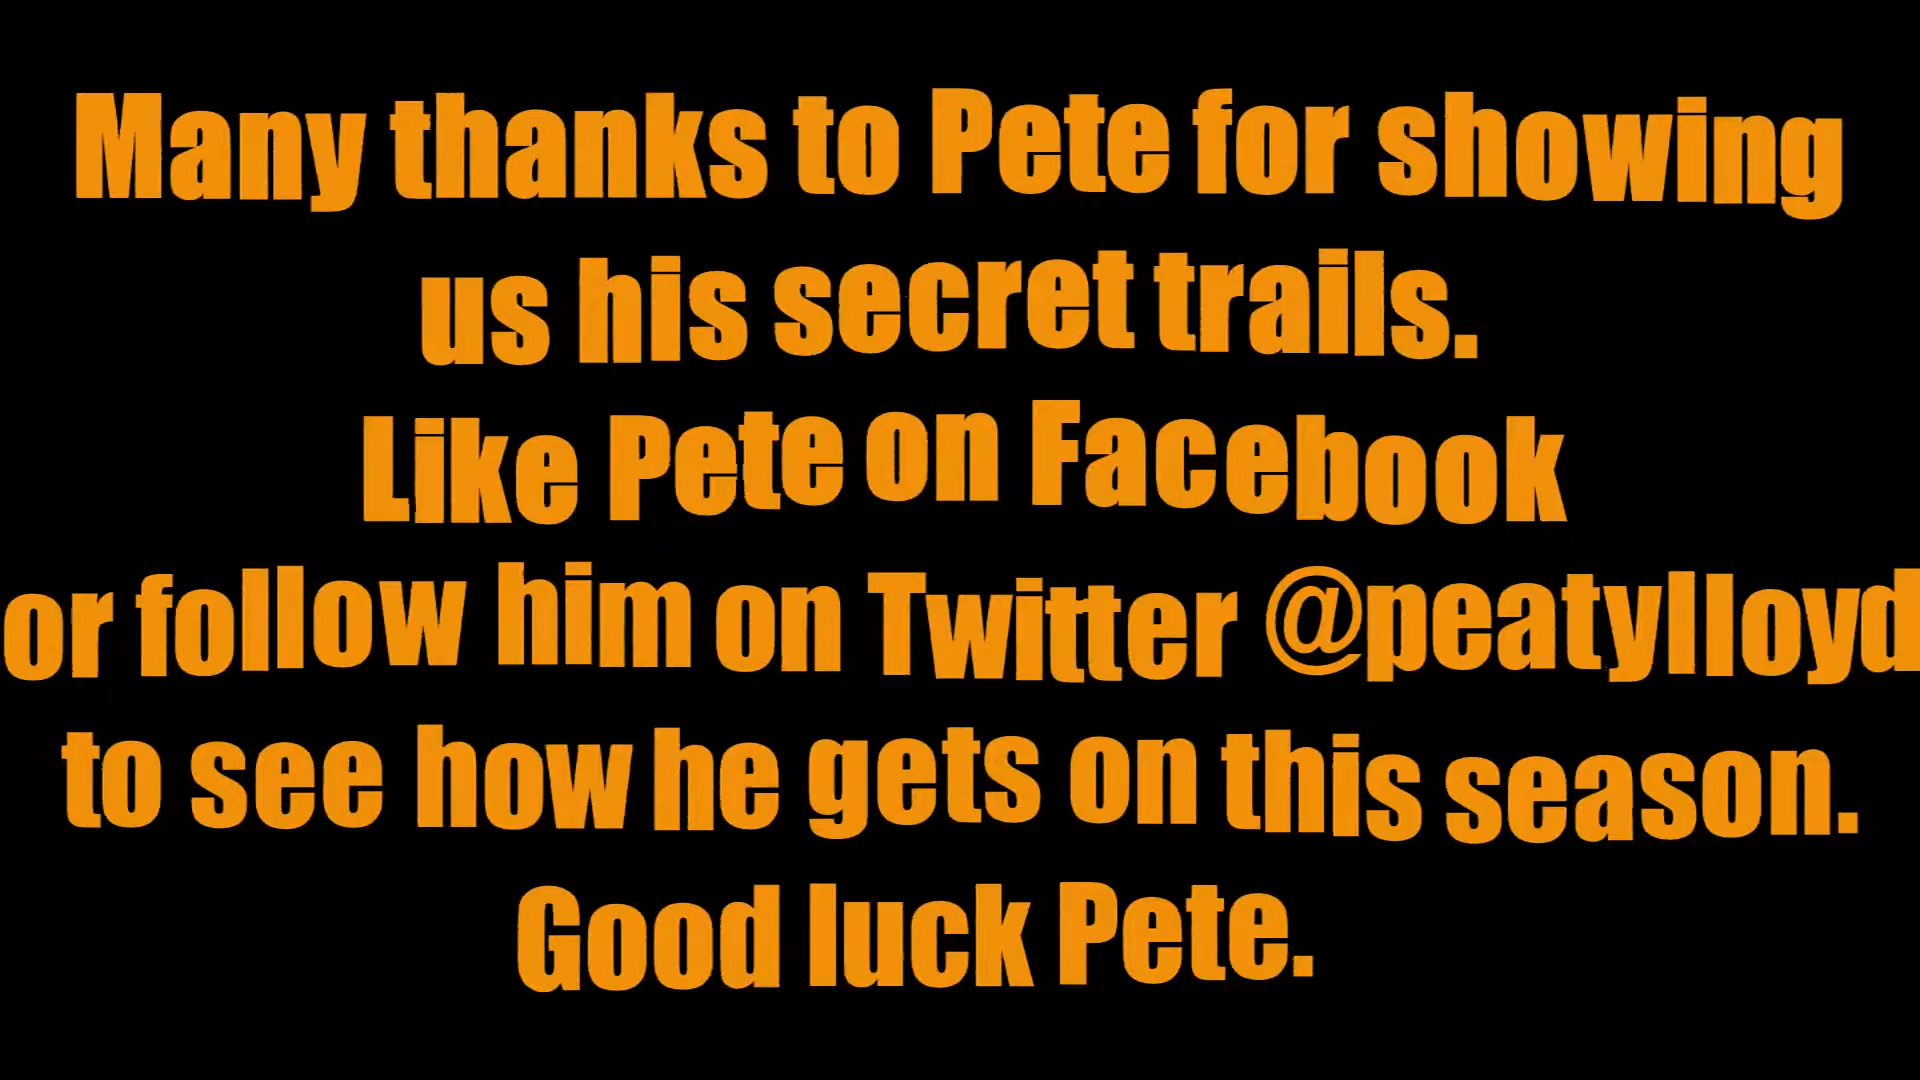 Many thanks to Pete for showing
us his secret trails.
Like Pete on Facebook
or follow him on Twitter @peatylloyd
to see how he gets on this season.
Good luck Pete.